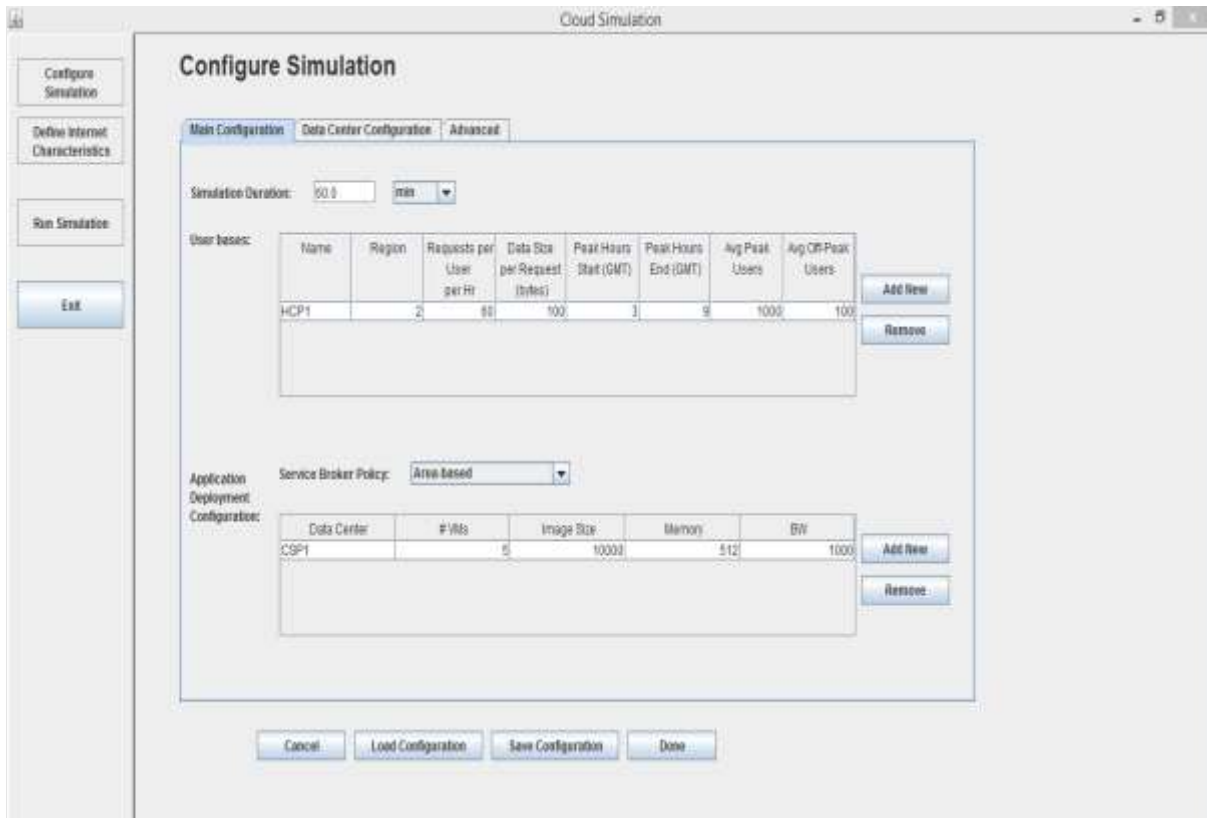 Cloud Simulation
Configure
Simulation
Define Internet
Characteristics
Run Simulation
Exit
Configure Simulation
Main Configuration Data Center Configuration Advanced
Simulation Duration: 60.0 min
User bases:
Name Region Requests per Data Size Peak Hours Peak Hours Avg Peak Avg Off-Peak
User per Request Start (GMT) End (GMT) Users Users
per Hr (bytes)
HCP1 2 60 100 3 9 1000 100
Add New
Remove
Application
Deployment
Configuration:
Service Broker Policy: Area based
Data Center # VMs Image Size Memory BW
CSP1 5 10000 512 1000
Add New
Remove
Cancel Load Configuration Save Configuration Done